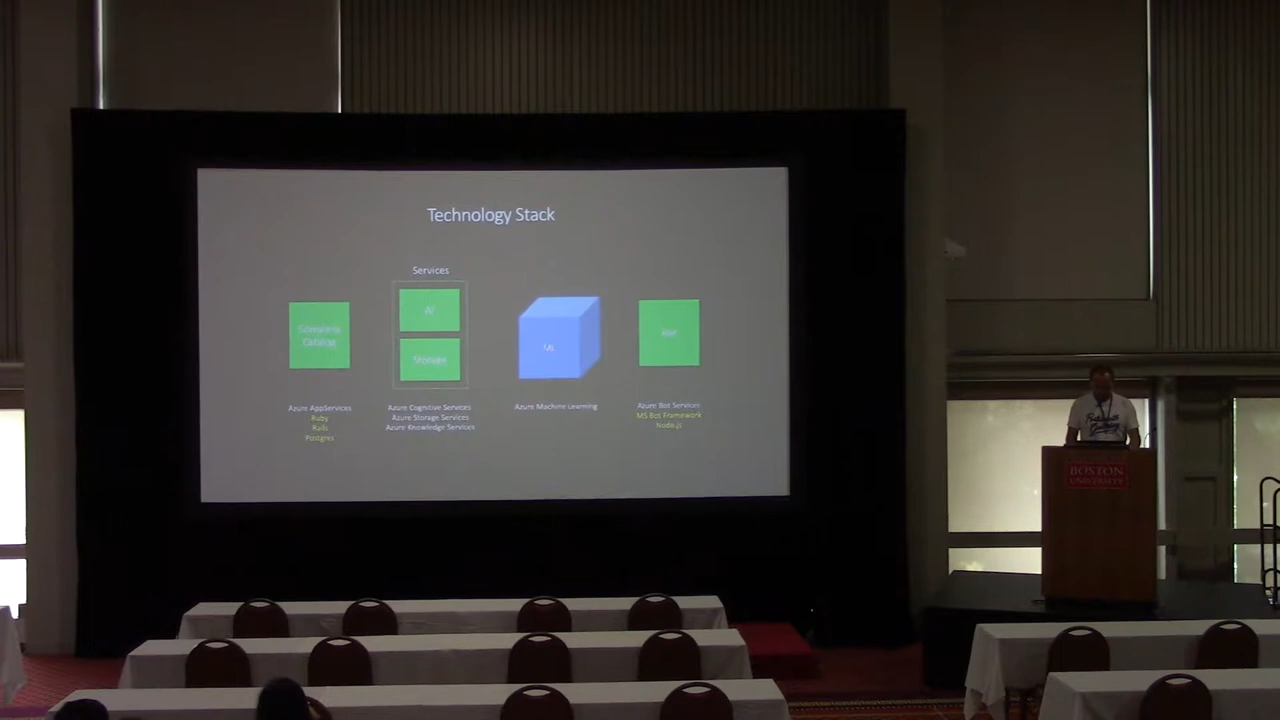 Technology Stack
Services
AI
Storage
Catalog
ML
Azure AppServices
Ruby
Rails
Postgres
Azure Cognitive Services
Azure Storage Services
Azure Knowledge Services
Azure Machine Learning
Azure Bot Services
MS Bot Framework
Node.js
BOSTON
UNIVERSITY